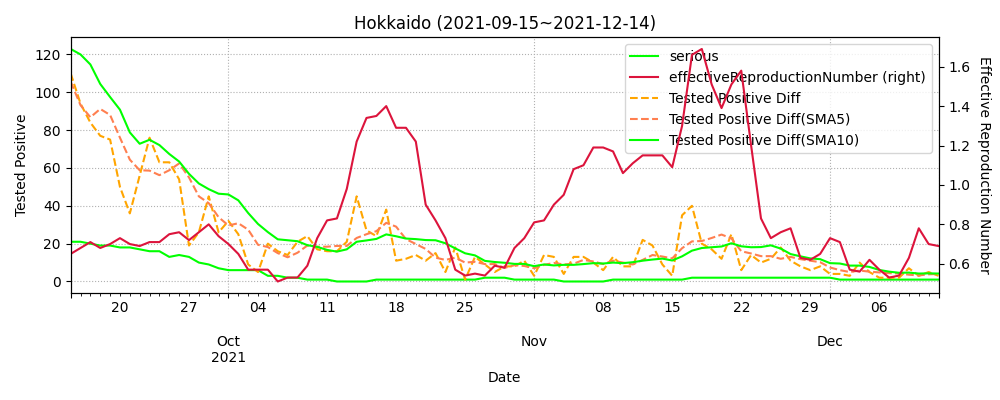 Hokkaido (2021-09-15~2021-12-14)
serious
effectiveReproductionNumber (right)
Tested Positive Diff
Tested Positive Diff(SMA5)
Tested Positive Diff(SMA10)
Tested Positive
120
100
80
60
40
20
0
1.6
1.4
1.2
1.0
0.8
0.6
Effective Reproduction Number
20 27 04 11 18 25 08 15 22 29 06
Oct Nov Dec
2021
Date